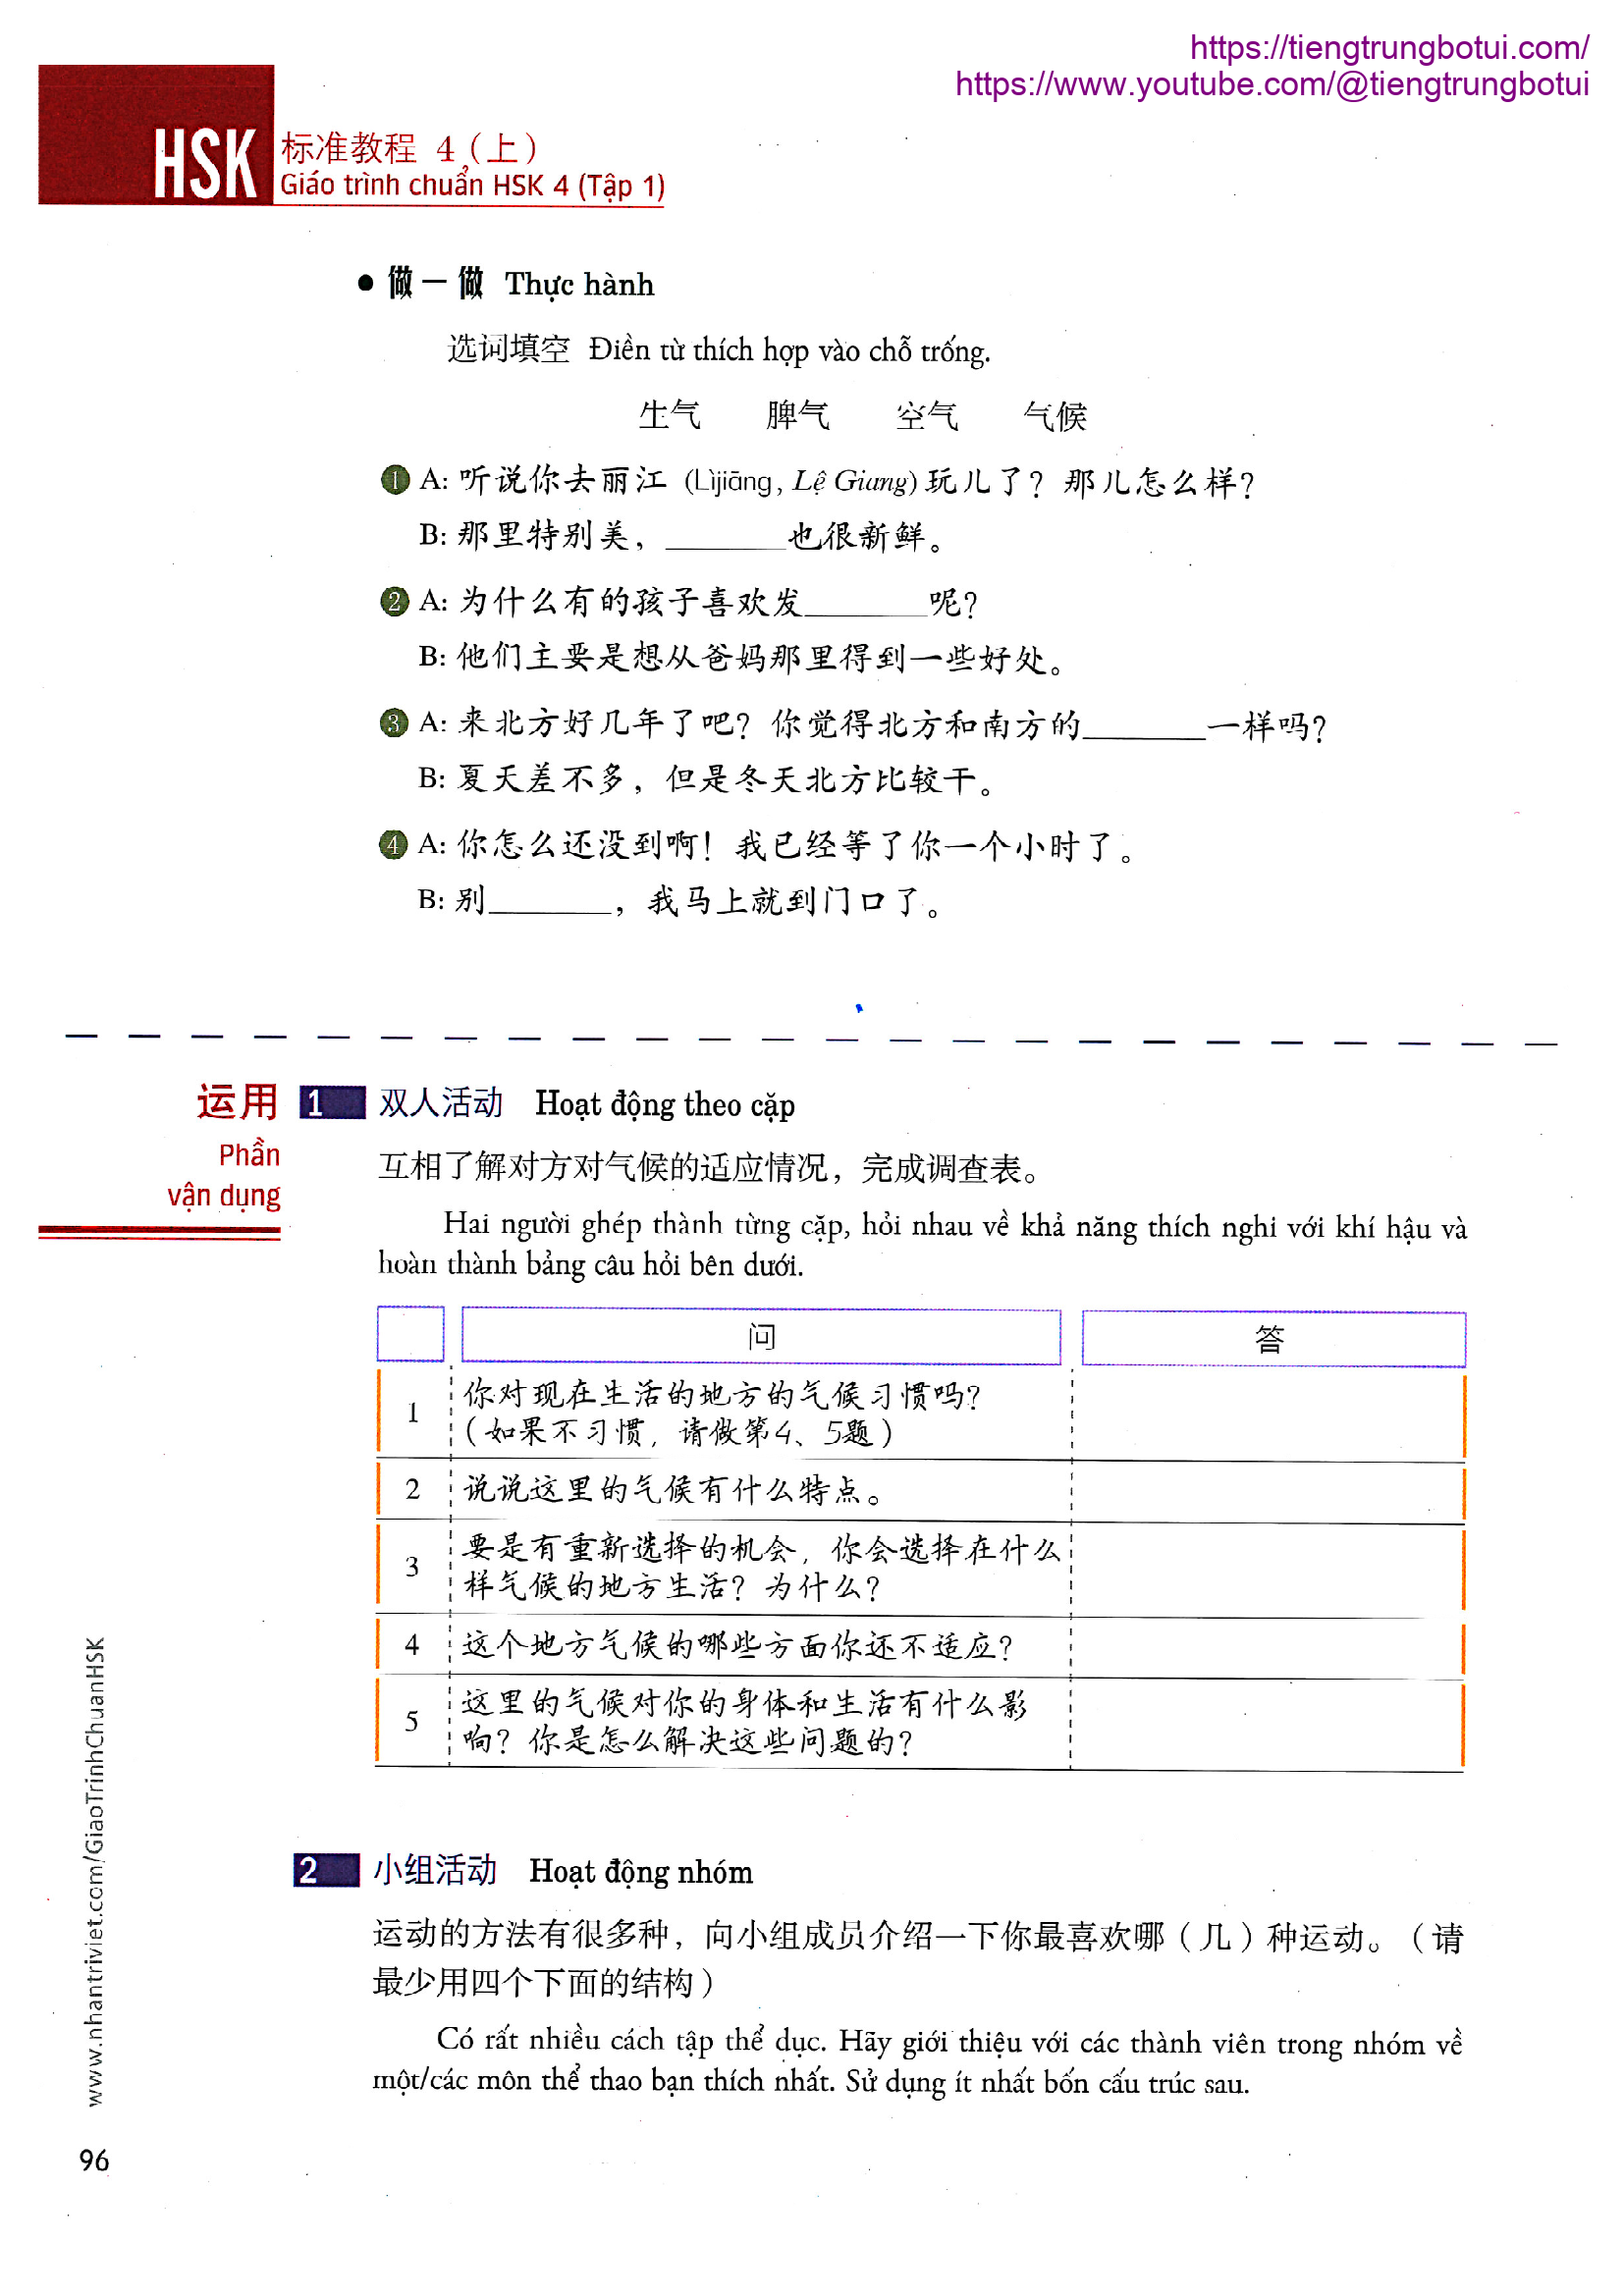 https://tiengtrungbotui.com/
https://www.youtube.com/@tiengtrungbotui
HSK 标准教程 4（上）
Giáo trình chuẩn HSK 4 (Tập 1)
● 做一做 Thực hành
选词填空 Điền từ thích hợp vào chỗ trống.
生气 脾气 空气 气候
1 A: 听说你去丽江 (Lìjiāng, Lệ Giang) 玩儿了？那儿怎么样？
B: 那里特别美，______也很新鲜。
2 A: 为什么有的孩子喜欢发______呢？
B: 他们主要是想从爸妈那里得到一些好处。
3 A: 来北方好几年了吧？你觉得北方和南方的______一样吗？
B: 夏天差不多，但是冬天北方比较干。
4 A: 你怎么还没到啊！我已经等了你一个小时了。
B: 别______，我马上就到门口了。
运用
Phần
vận dụng
1 双人活动 Hoạt động theo cặp
互相了解对方对气候的适应情况，完成调查表。
Hai người ghép thành từng cặp, hỏi nhau về khả năng thích nghi với khí hậu và
hoàn thành bảng câu hỏi bên dưới.
问 答
1 你对现在生活的地方的气候习惯吗？
（如果不习惯，请做第4、5题）
2 说说这里的气候有什么特点。
3 要是有重新选择的机会，你会选择在什么
样气候的地方生活？为什么？
4 这个地方气候的哪些方面你还不适应？
5 这里的气候对你的身体和生活有什么影
响？你是怎么解决这些问题的？
2 小组活动 Hoạt động nhóm
运动的方法有很多种，向小组成员介绍一下你最喜欢哪（几）种运动。（请
最少用四个下面的结构）
Có rất nhiều cách tập thể dục. Hãy giới thiệu với các thành viên trong nhóm về
một/các môn thể thao bạn thích nhất. Sử dụng ít nhất bốn cấu trúc sau.
www.nhantriviet.com/GiaoTrinhChuanHSK
96